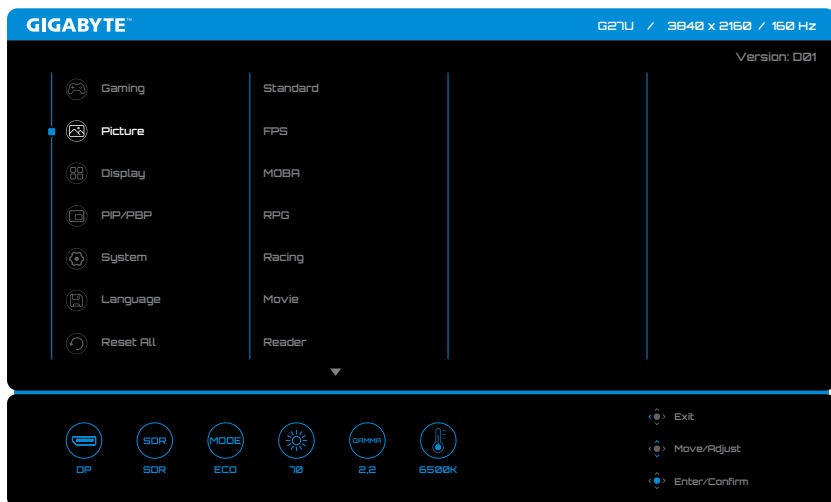 GIGABYTE™
G27U / 3840 x 2160 / 160 Hz
Version: D01
Gaming
Picture
Display
PIP/PBP
System
Language
Reset All
Standard
FPS
MOBA
RPG
Racing
Movie
Reader
SDR
MODE
GAMMA
DP
SDR
ECO
70
2,2
6500K
Exit
Move/Adjust
Enter/Confirm